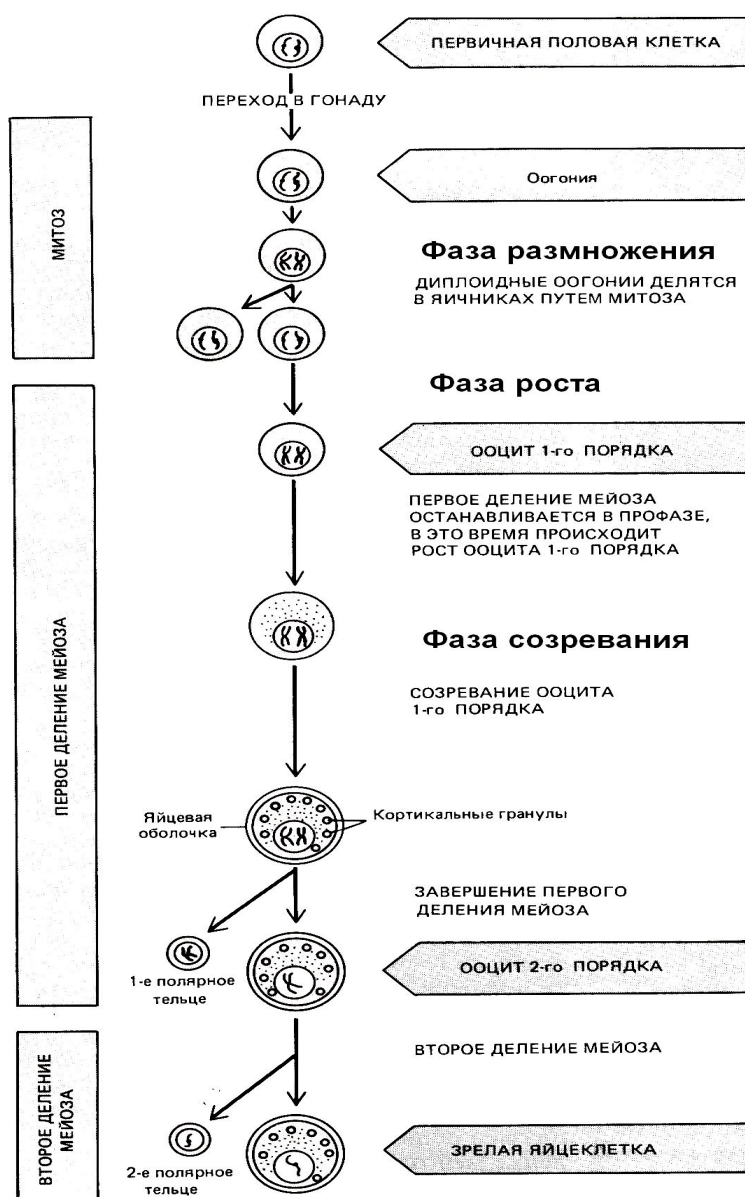 ПЕРВИЧНАЯ ПОЛОВАЯ КЛЕТКА
ПЕРЕХОД В ГОНАДУ
МИТОЗ
Оогония
Фаза размножения
ДИПЛОИДНЫЕ ООГОНИИ ДЕЛЯТСЯ
В ЯИЧНИКАХ ПУТЕМ МИТОЗА
Фаза роста
ПЕРВОЕ ДЕЛЕНИЕ МЕЙОЗА
ООЦИТ 1-го ПОРЯДКА
ПЕРВОЕ ДЕЛЕНИЕ МЕЙОЗА
ОСТАНАВЛИВАЕТСЯ В ПРОФАЗЕ,
В ЭТО ВРЕМЯ ПРОИСХОДИТ
РОСТ ООЦИТА 1-го ПОРЯДКА
Фаза созревания
СОЗРЕВАНИЕ ООЦИТА
1-го ПОРЯДКА
Яйцевая
оболочка
Кортикальные гранулы
ЗАВЕРШЕНИЕ ПЕРВОГО
ДЕЛЕНИЯ МЕЙОЗА
1-е полярное
тельце
ООЦИТ 2-го ПОРЯДКА
ВТОРОЕ ДЕЛЕНИЕ
МЕЙОЗА
ВТОРОЕ ДЕЛЕНИЕ МЕЙОЗА
2-е полярное
тельце
ЗРЕЛАЯ ЯЙЦЕКЛЕТКА